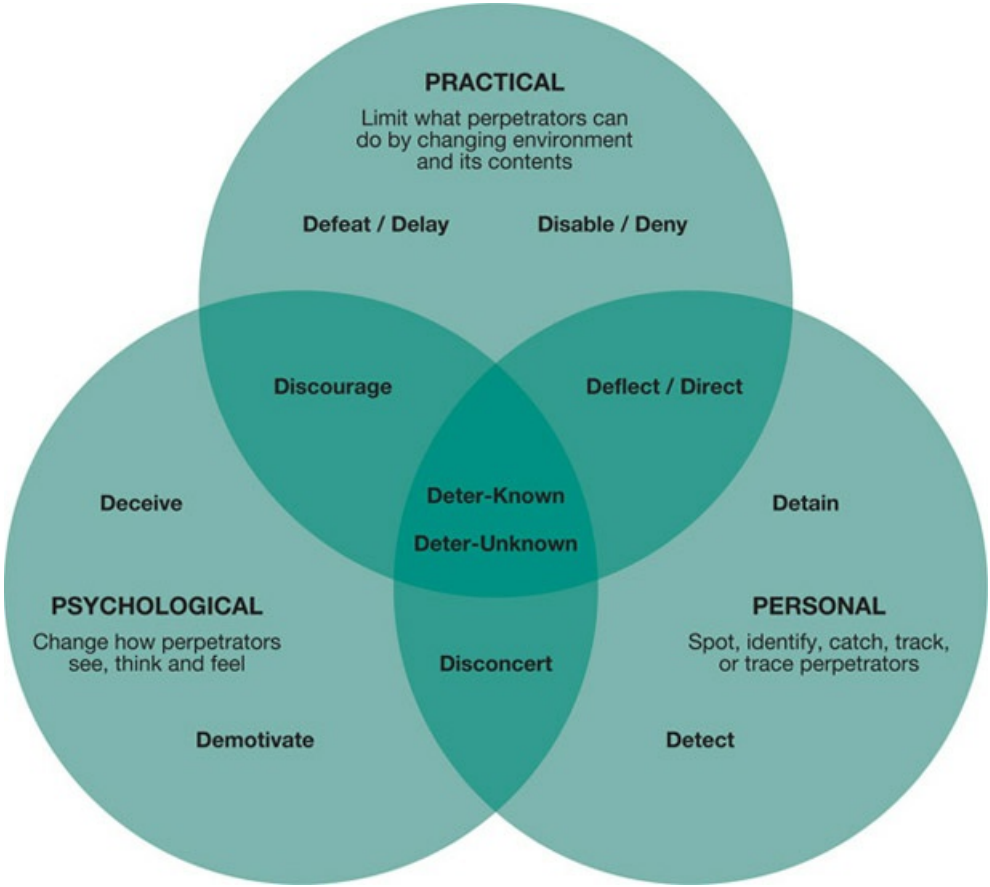 PRACTICAL
Limit what perpetrators can
do by changing environment
and its contents
Defeat / Delay
Disable / Deny
Discourage
Deflect / Direct
Deter-Known
Deter-Unknown
Deceive
PSYCHOLOGICAL
Change how perpetrators
see, think and feel
Demotivate
Disconcert
Detain
PERSONAL
Spot, identify, catch, track,
or trace perpetrators
Detect